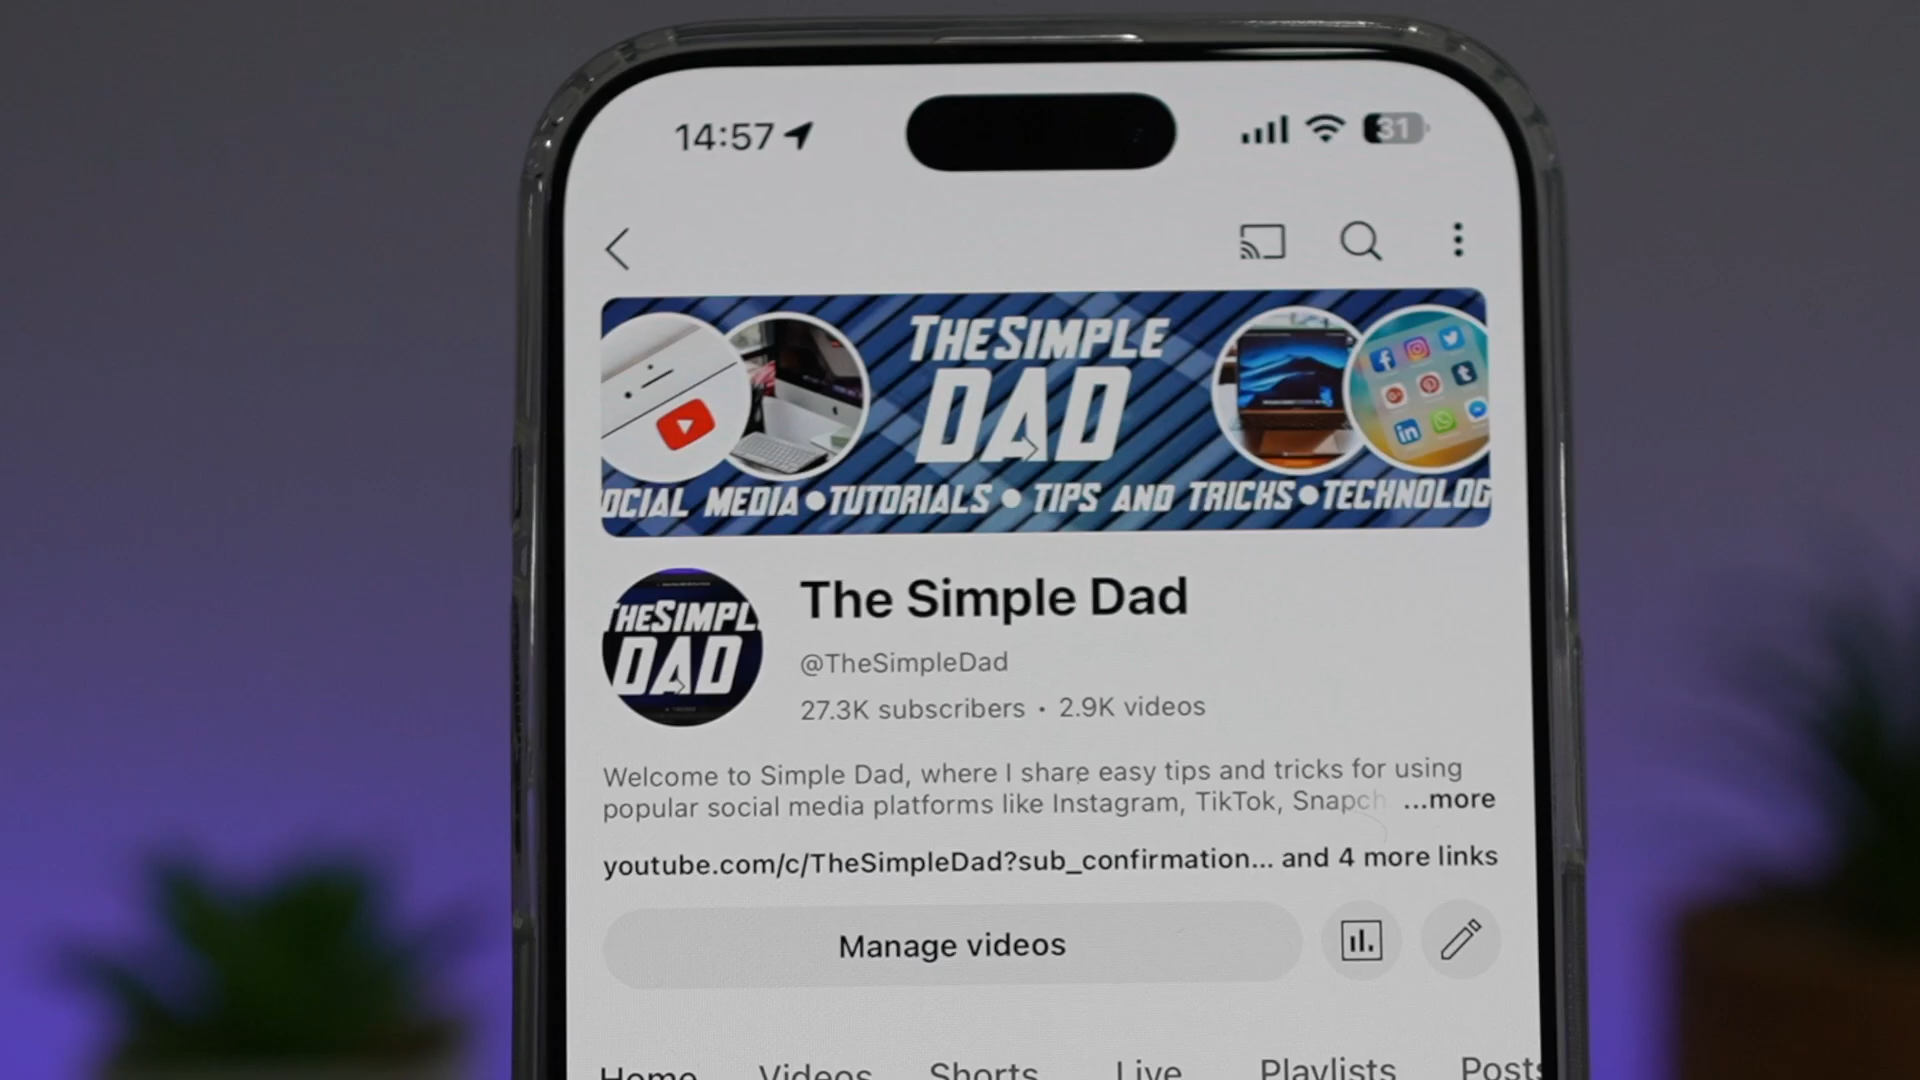 14:57
31
THE SIMPLE
DAD
OCIAL MEDIA●TUTORIALS ● TIPS AND TRICKS●TECHNOLOG
THESIMPL
DAD
The Simple Dad
@TheSimpleDad
27.3K subscribers • 2.9K videos
Welcome to Simple Dad, where I share easy tips and tricks for using
popular social media platforms like Instagram, TikTok, Snapch ...more
youtube.com/c/TheSimpleDad?sub_confirmation... and 4 more links
Manage videos
Home Videos Shorts Live Playlists Posts